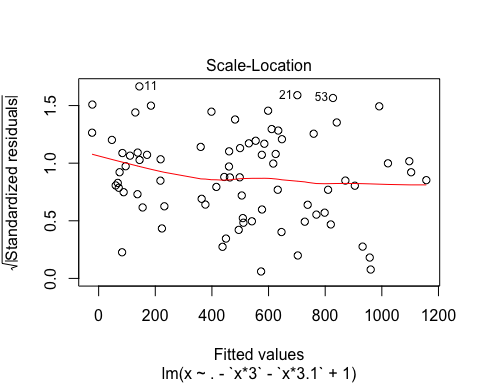 Scale-Location
√|Standardized residuals|
1.5
1.0
0.5
0.0
11
21
53
0 200 400 600 800 1000 1200
Fitted values
lm(x ~ . - `x*3` - `x*3.1` + 1)